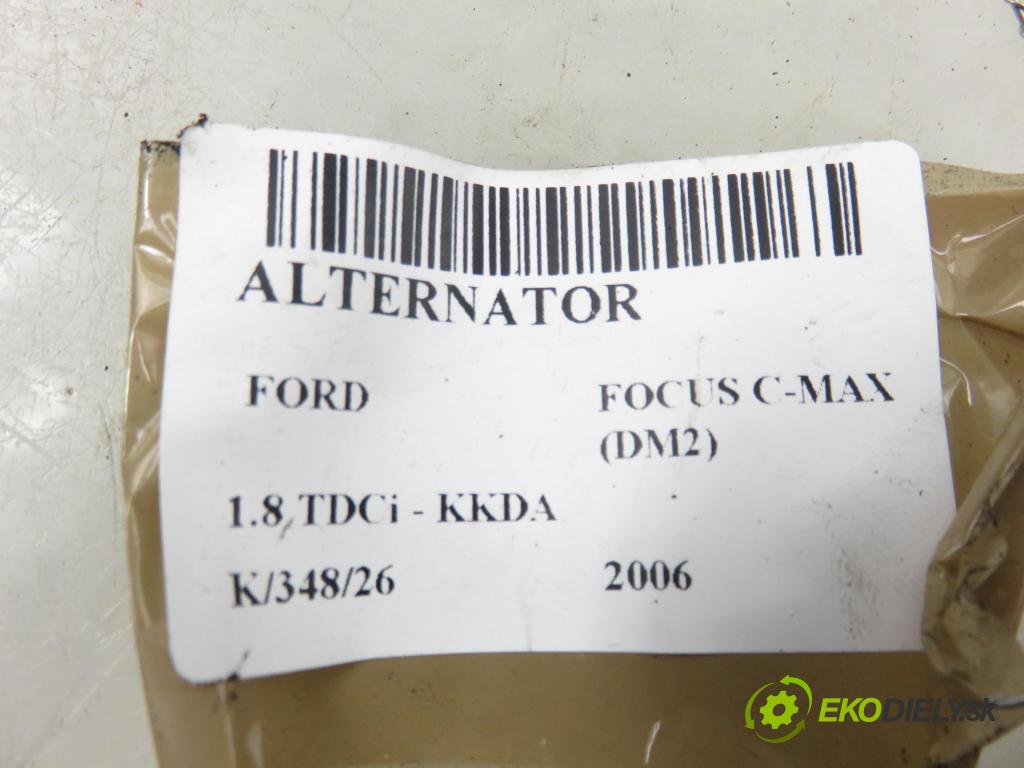 ALTERNATOR
FORD FOCUS C-MAX
(DM2)
1.8 TDCi - KKDA
K/348/26 2006
EKODIELY.sk